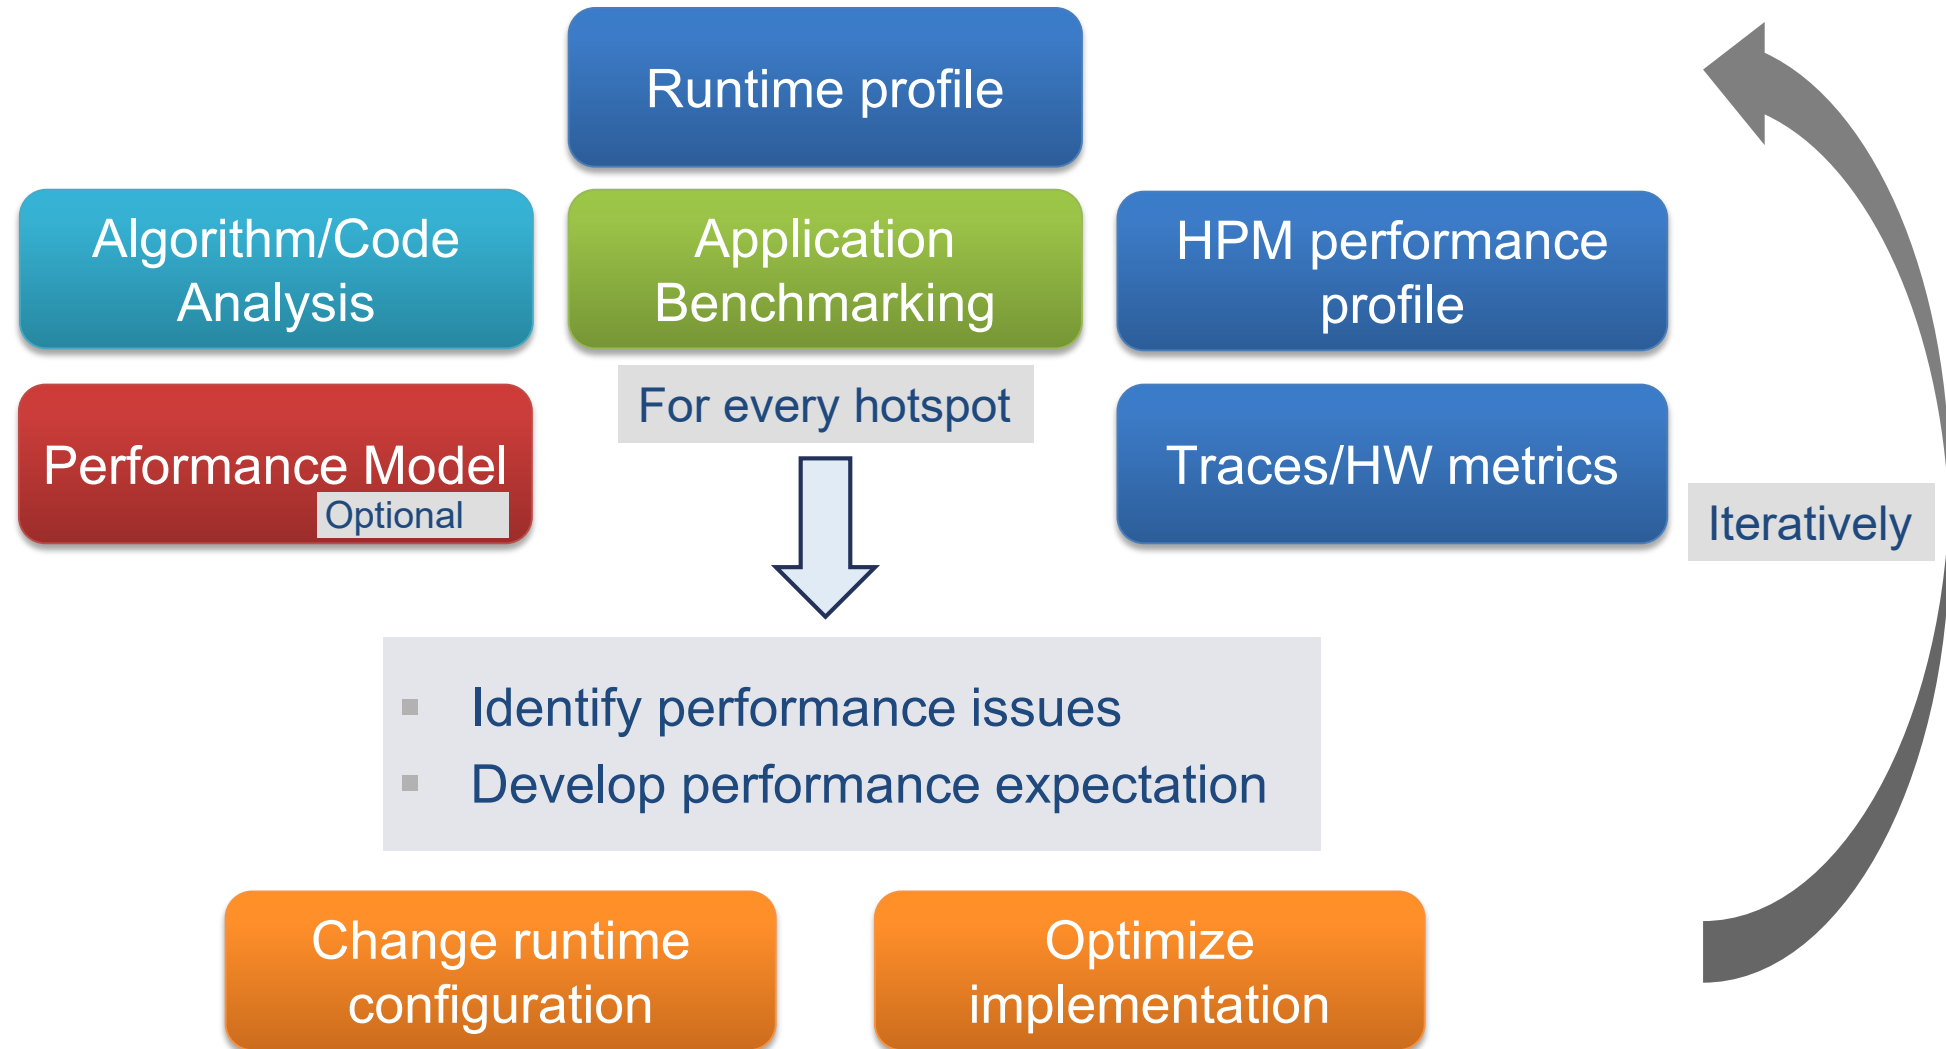 Runtime profile
Algorithm/Code
Analysis
Application
Benchmarking
HPM performance
profile
For every hotspot
Performance Model
Optional
Traces/HW metrics
Iteratively
Identify performance issues
Develop performance expectation
Change runtime
configuration
Optimize
implementation